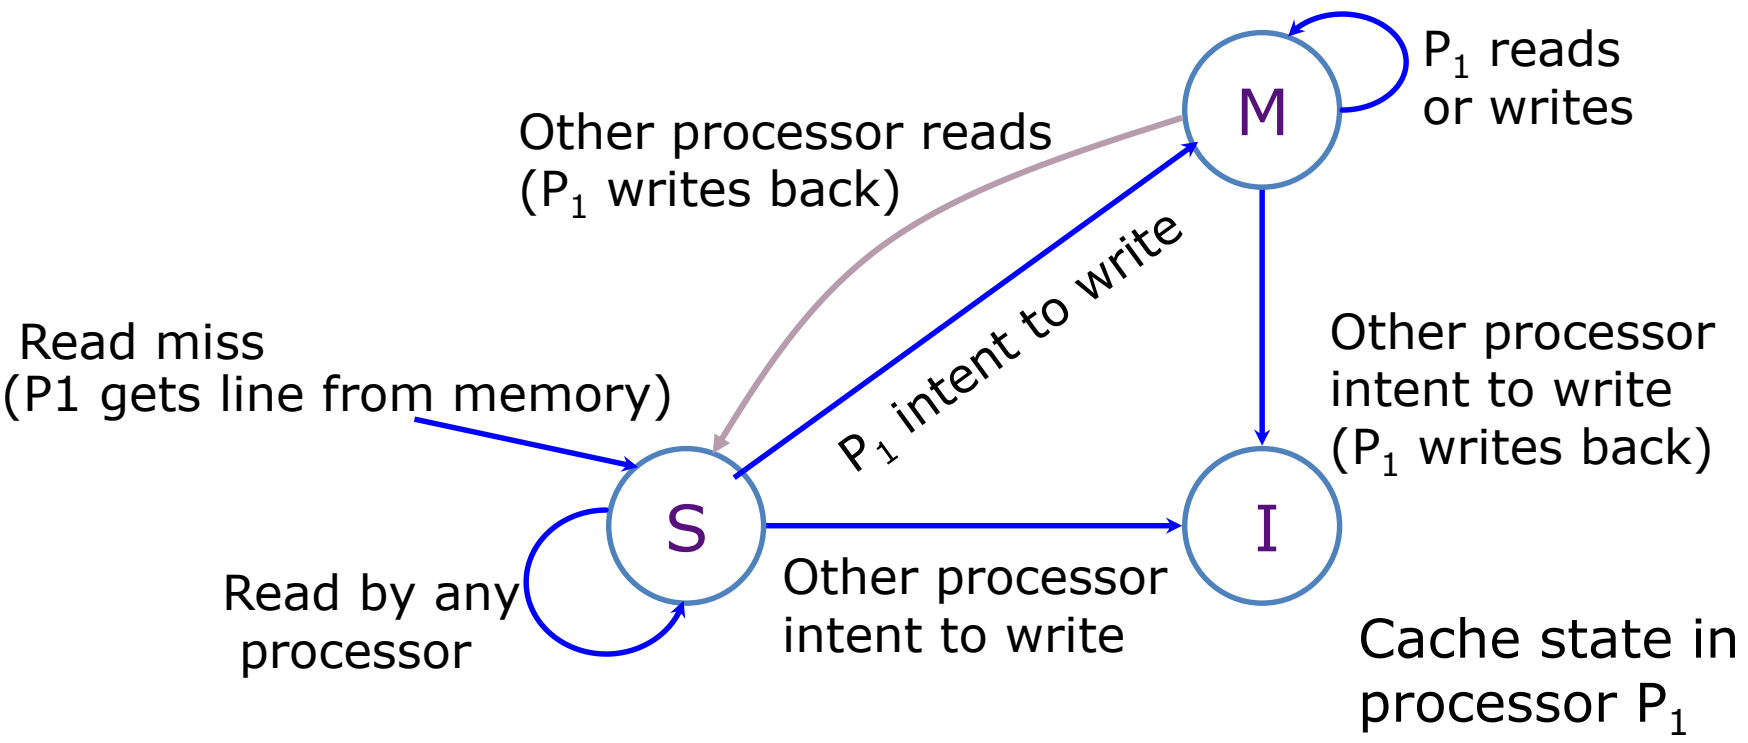 P₁ reads
or writes
M
Other processor reads
(P₁ writes back)
P₁ intent to write
Read miss
(P1 gets line from memory)
Other processor
intent to write
(P₁ writes back)
S
I
Read by any
processor
Other processor
intent to write
Cache state in
processor P₁